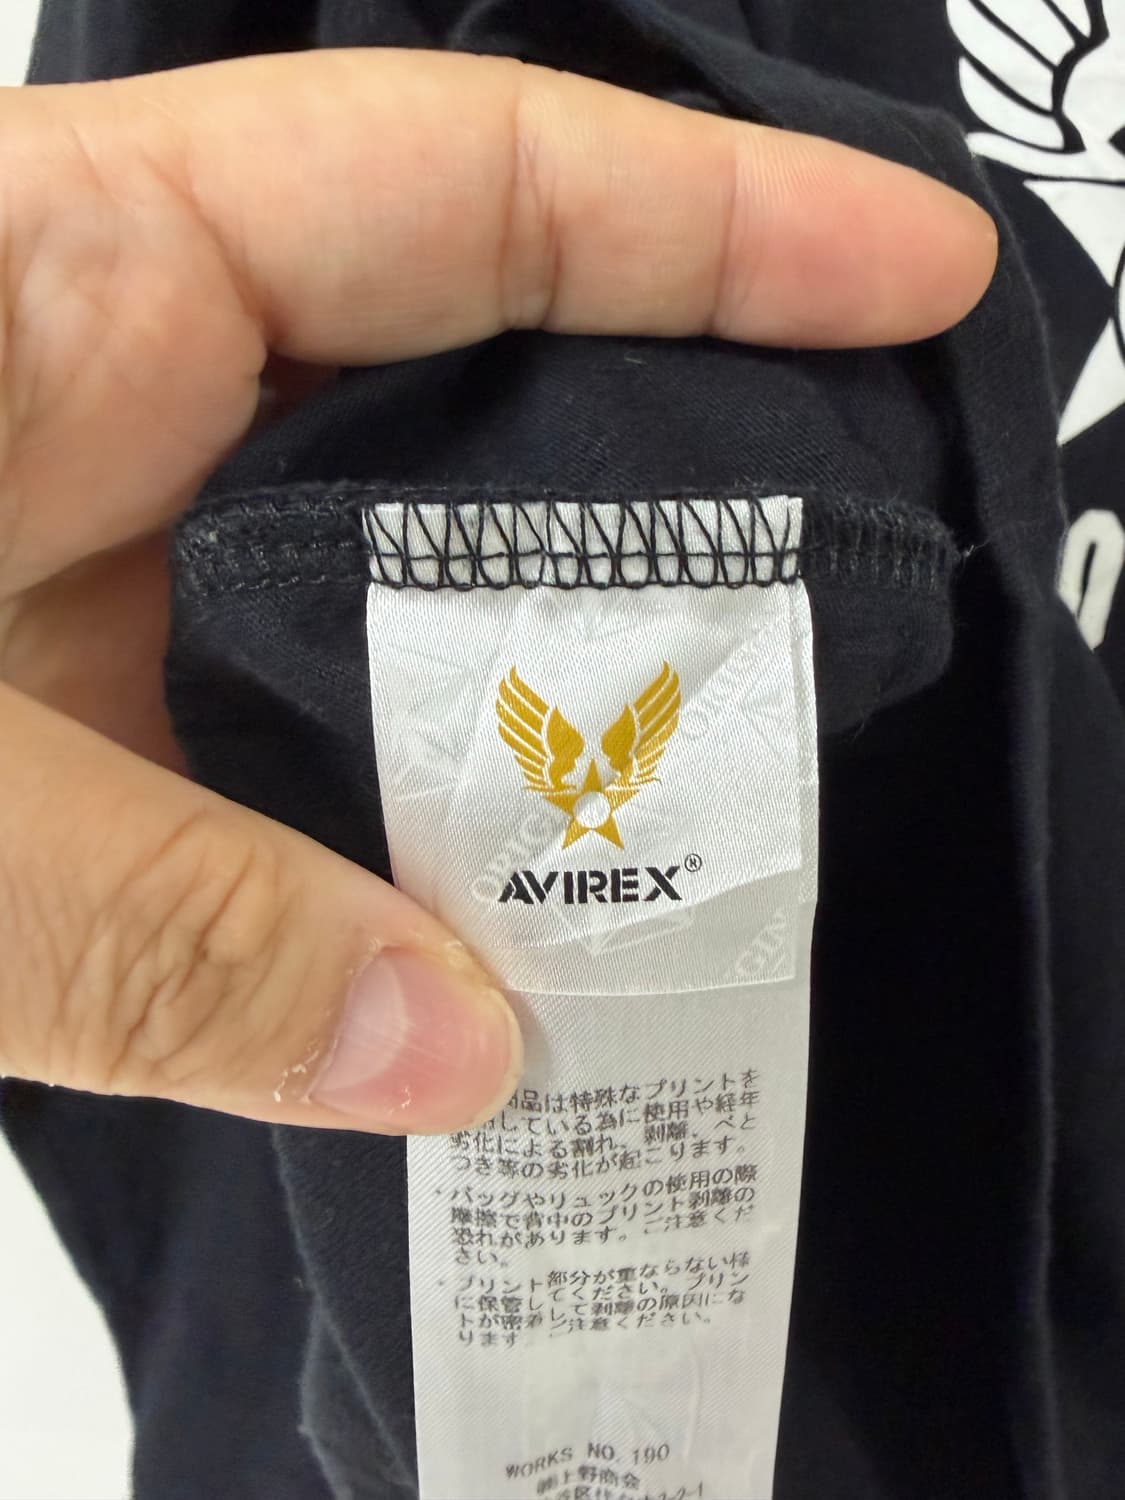 AVIREX®
ORIGIN
ORIG
GIN
品は特殊なプリントを
している為に使用や経年
劣化による割れ、剥離、べと
つき等の劣化が起こります。
・バッグやリュックの使用の際
摩擦で背中のプリント剥離の
恐れがあります。ご注意くだ
さい。
・プリント部分が重ならない様
に保管してください。プリン
トが密着して剥離の原因にな
ります ご注意ください。
WORKS NO. 190
㈱上野商会